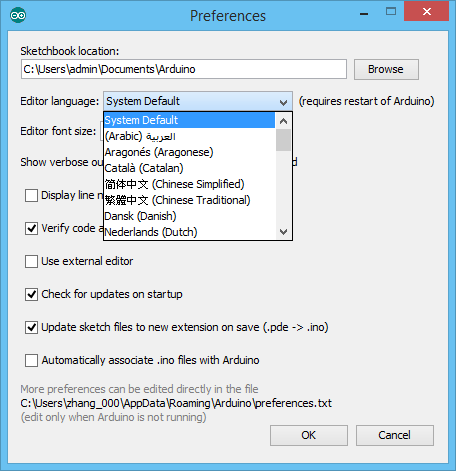 Preferences
Sketchbook location:
C:\Users\admin\Documents\Arduino Browse
Editor language: System Default (requires restart of Arduino)
System Default
Editor font size:
(Arabic) العربية
Aragonés (Aragonese)
Show verbose
Català (Catalan)
简体中文 (Chinese Simplified)
Display line
繁體中文 (Chinese Traditional)
Dansk (Danish)
Verify code
Nederlands (Dutch)
Use external editor
Check for updates on startup
Update sketch files to new extension on save (.pde -> .ino)
Automatically associate .ino files with Arduino
More preferences can be edited directly in the file
C:\Users\zhang_000\AppData\Roaming\Arduino\preferences.txt
(edit only when Arduino is not running)
OK Cancel